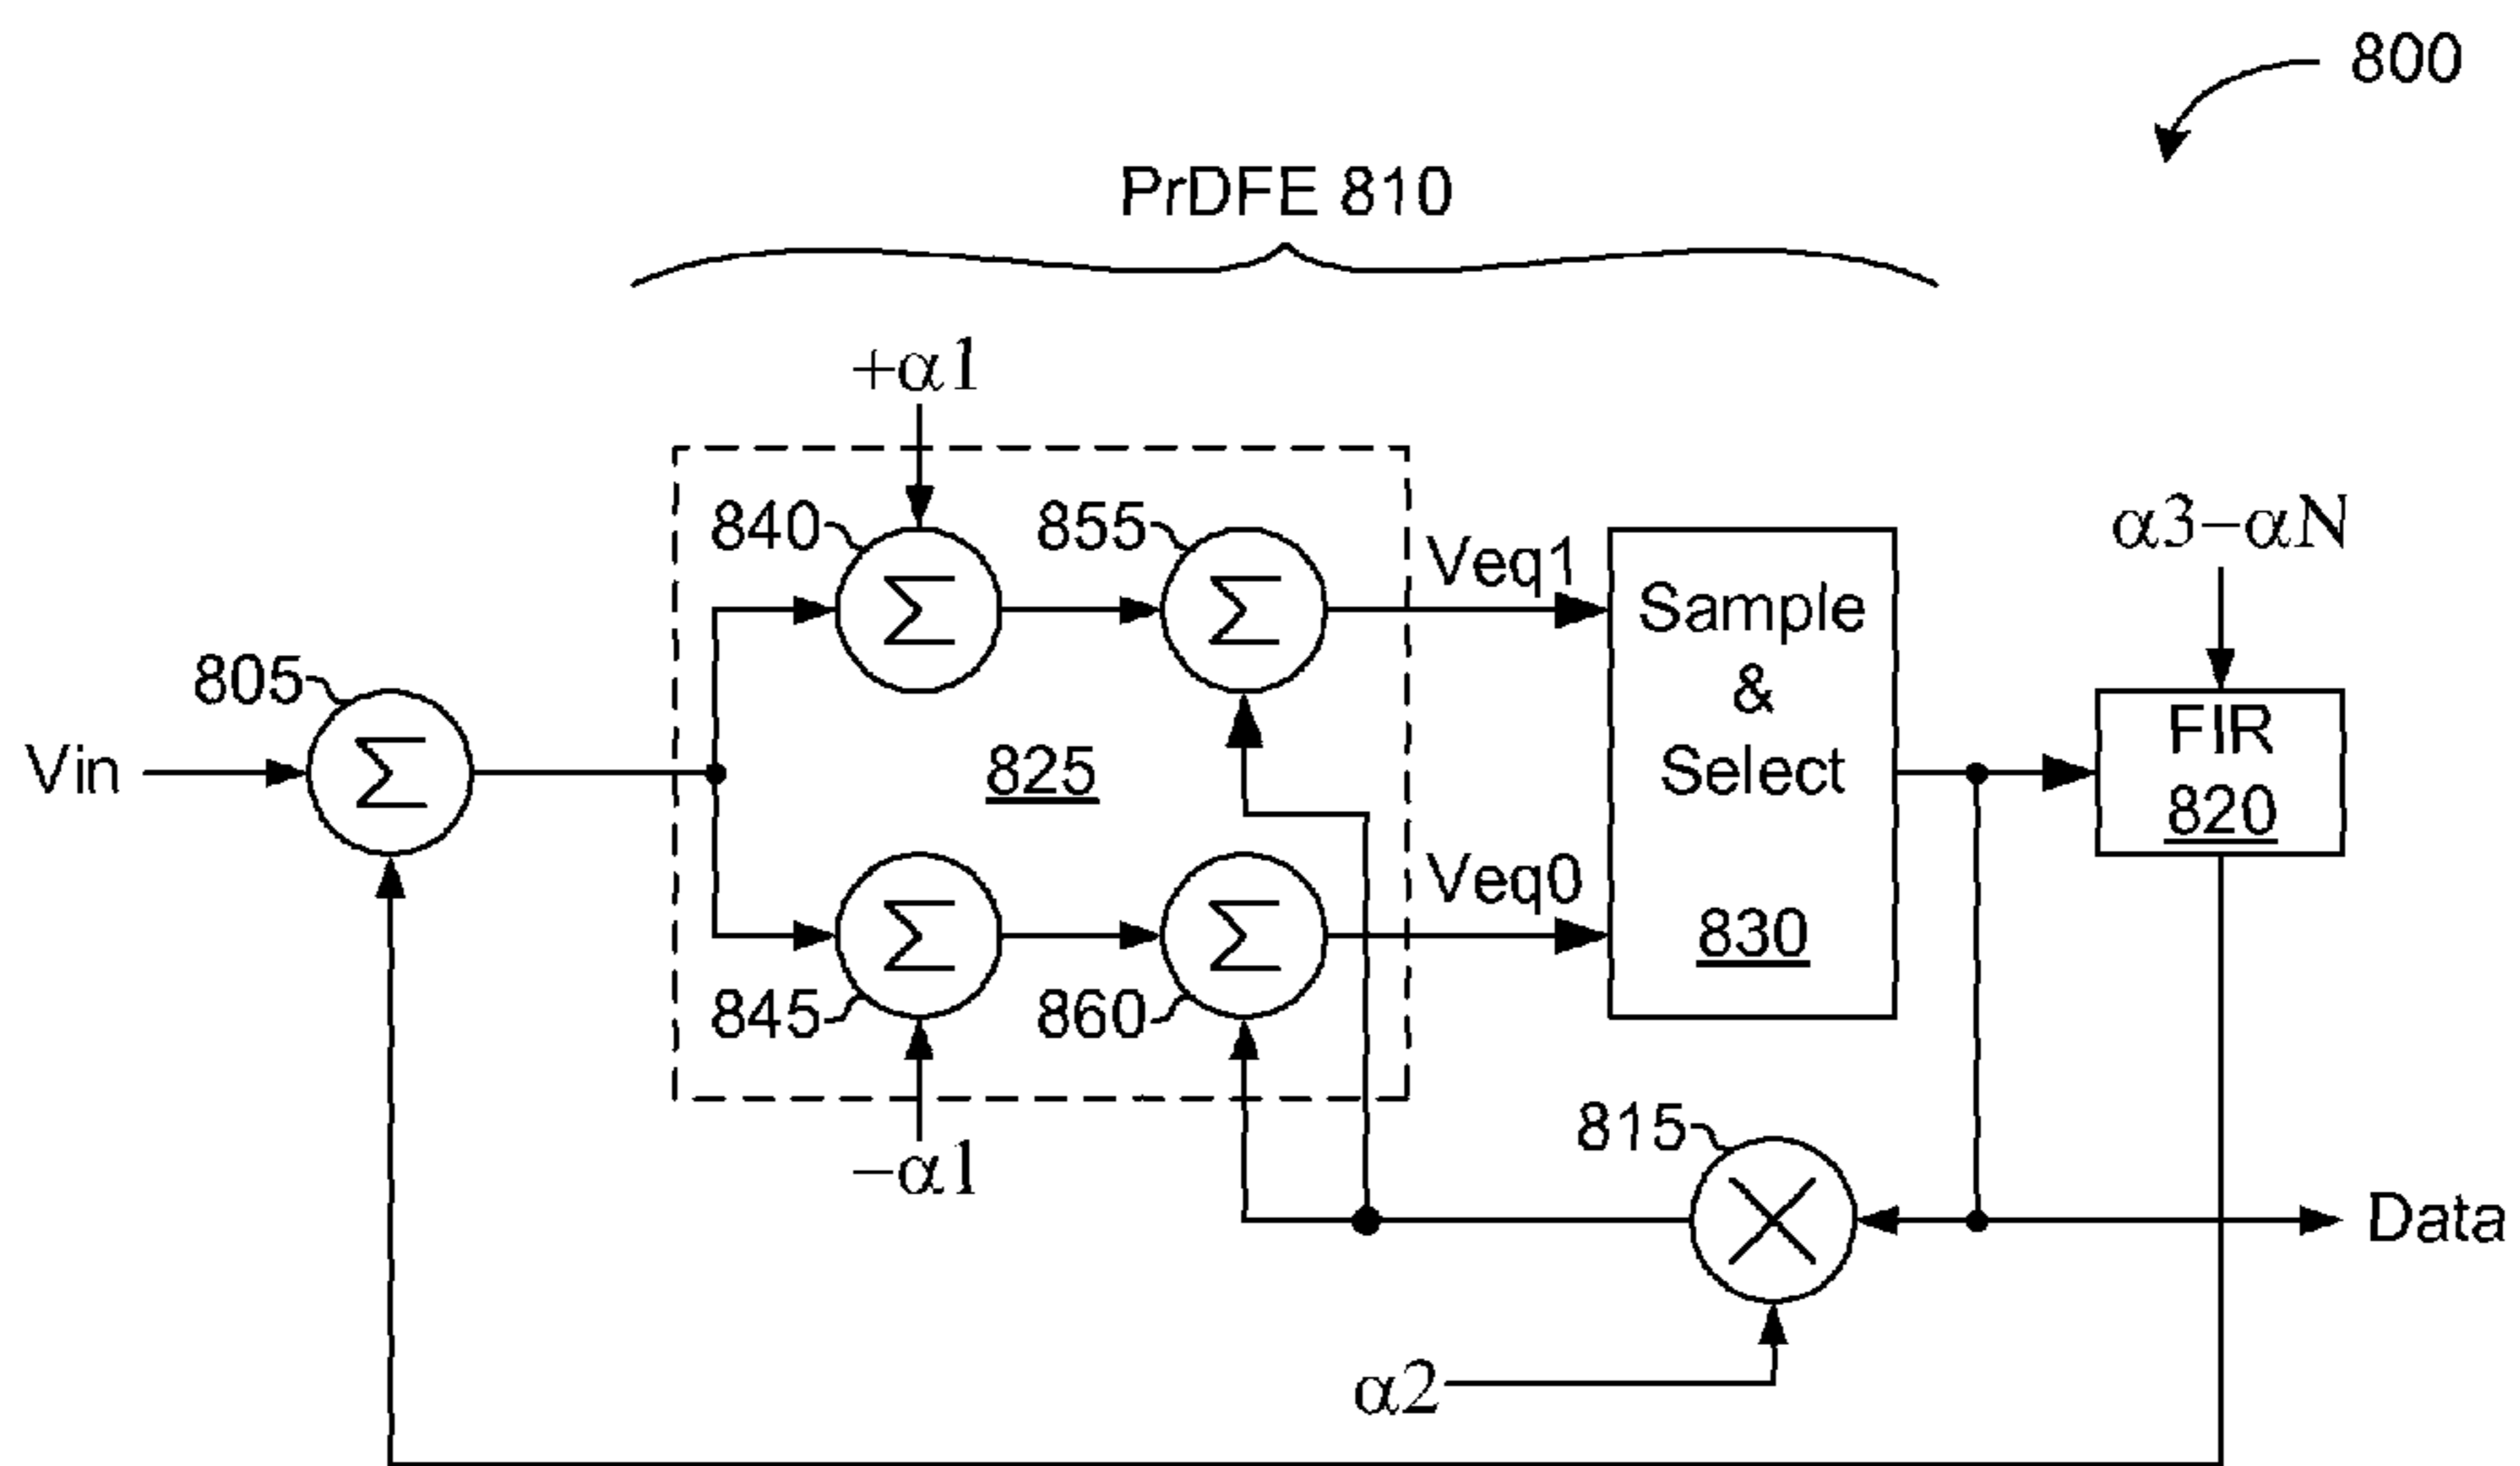 800
PrDFE 810
+α1
840
855
Veq1
Sample
&
Select
830
α3–αN
FIR
820
805
Vin
825
Veq0
845
860
–α1
815
Data
α2